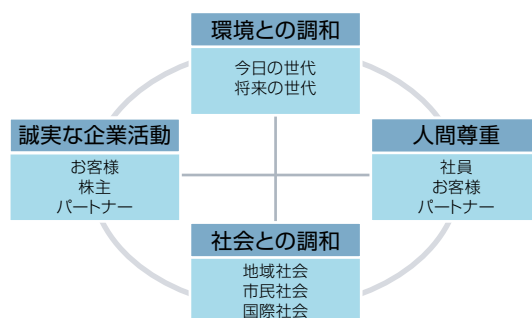 環境との調和
今日の世代
将来の世代
誠実な企業活動
お客様
株主
パートナー
人間尊重
社員
お客様
パートナー
社会との調和
地域社会
市民社会
国際社会